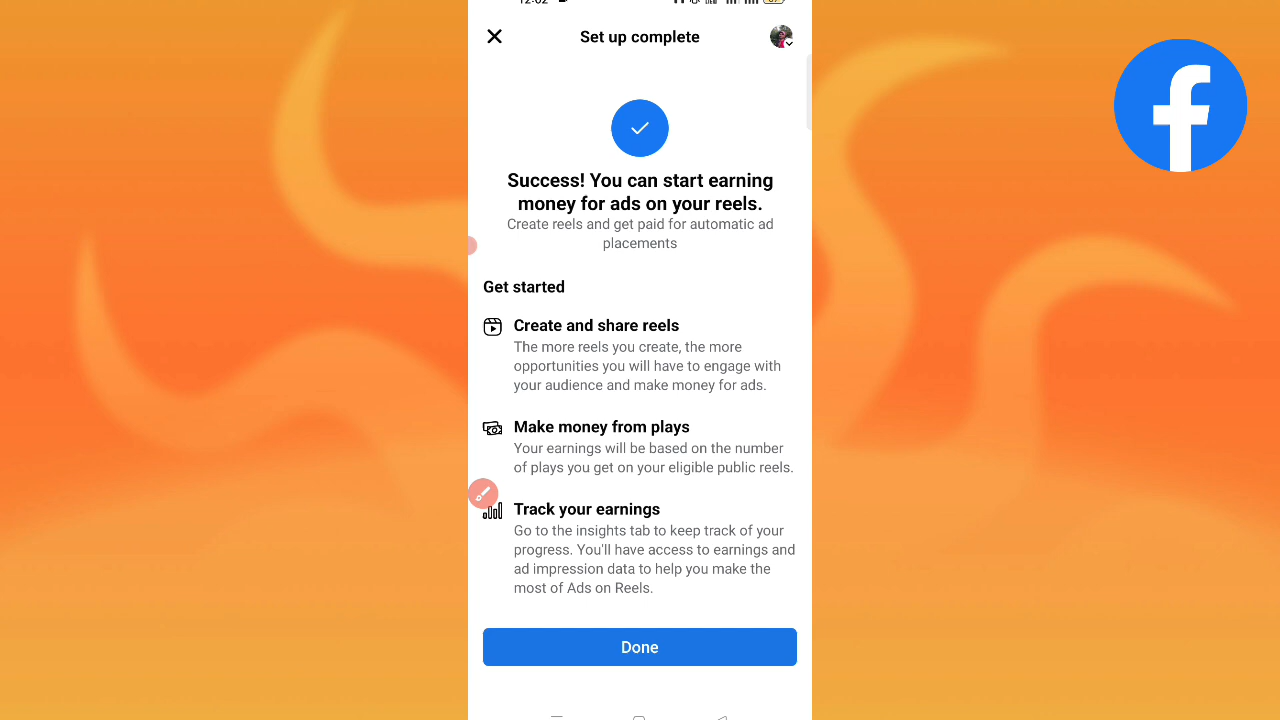 Set up complete
Success! You can start earning
money for ads on your reels.
Create reels and get paid for automatic ad
placements
Get started
Create and share reels
The more reels you create, the more
opportunities you will have to engage with
your audience and make money for ads.
Make money from plays
Your earnings will be based on the number
of plays you get on your eligible public reels.
Track your earnings
Go to the insights tab to keep track of your
progress. You'll have access to earnings and
ad impression data to help you make the
most of Ads on Reels.
Done